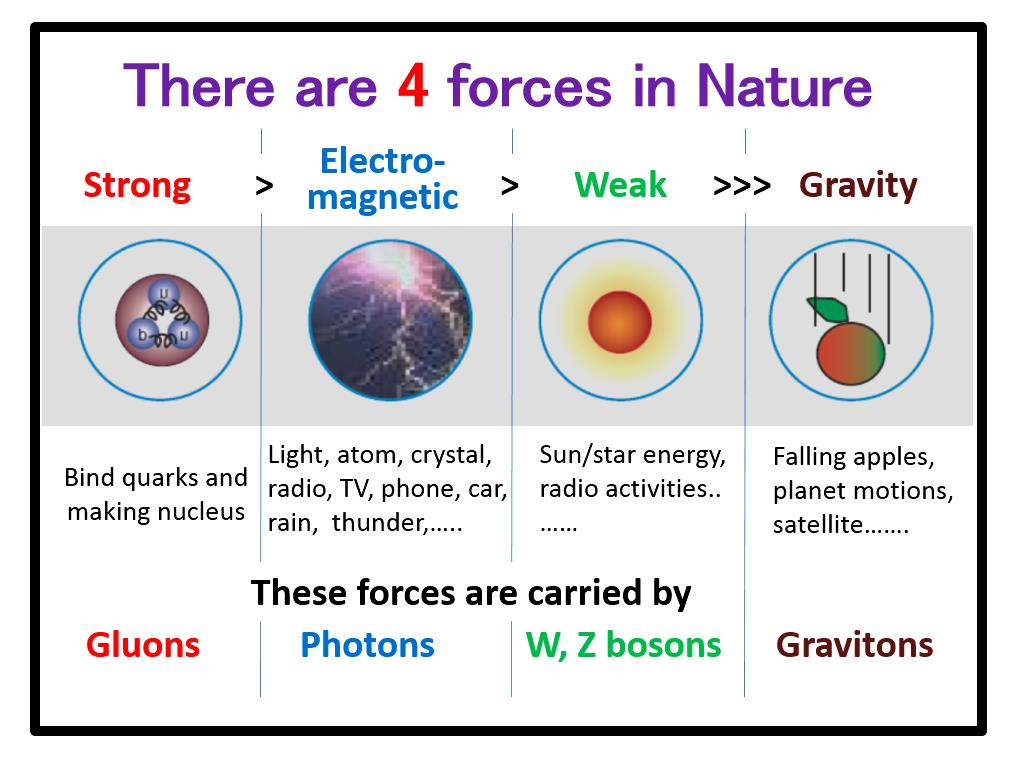 There are 4 forces in Nature
Strong > Electro-
magnetic > Weak >>> Gravity
u
b u
Bind quarks and
making nucleus
Light, atom, crystal,
radio, TV, phone, car,
rain, thunder,…..
Sun/star energy,
radio activities..
……
Falling apples,
planet motions,
satellite…….
These forces are carried by
Gluons Photons W, Z bosons Gravitons